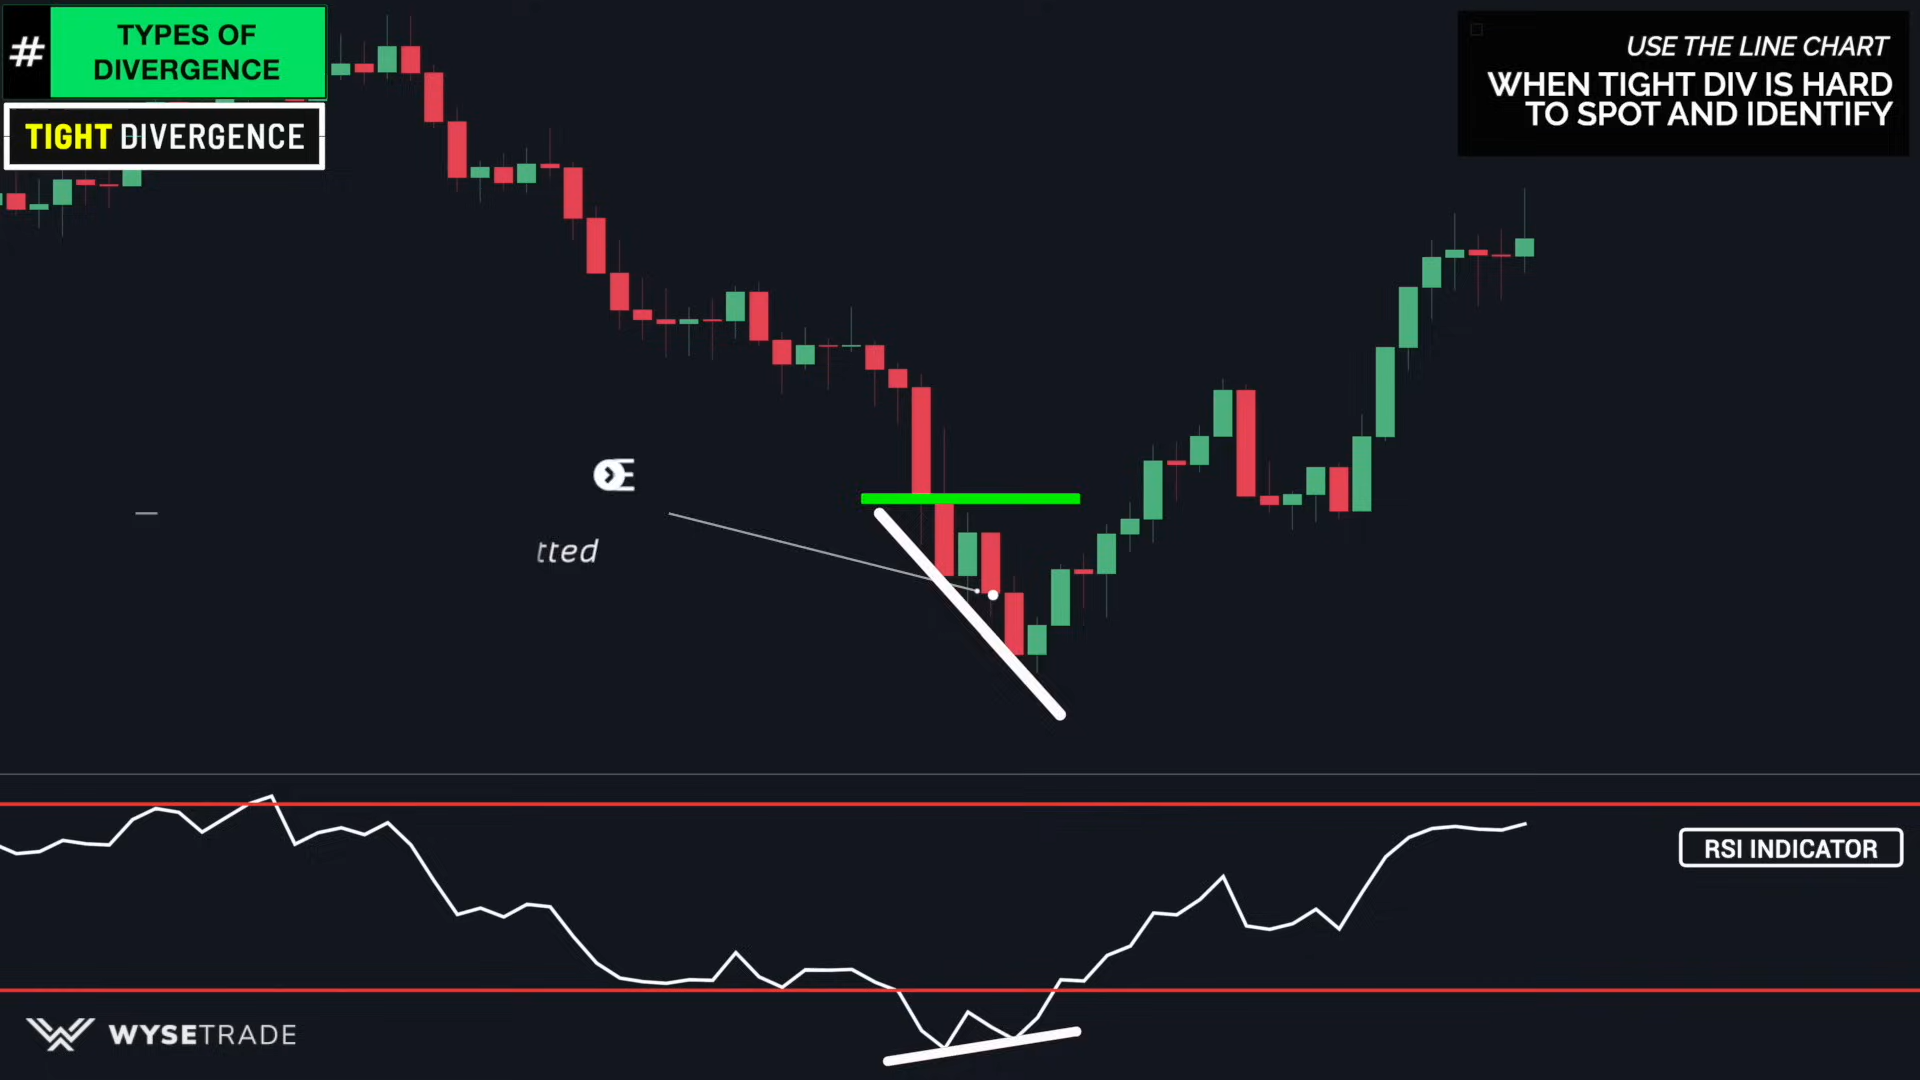 #
TYPES OF
DIVERGENCE
TIGHT DIVERGENCE
USE THE LINE CHART
WHEN TIGHT DIV IS HARD
TO SPOT AND IDENTIFY
tted
RSI INDICATOR
WYSETRADE